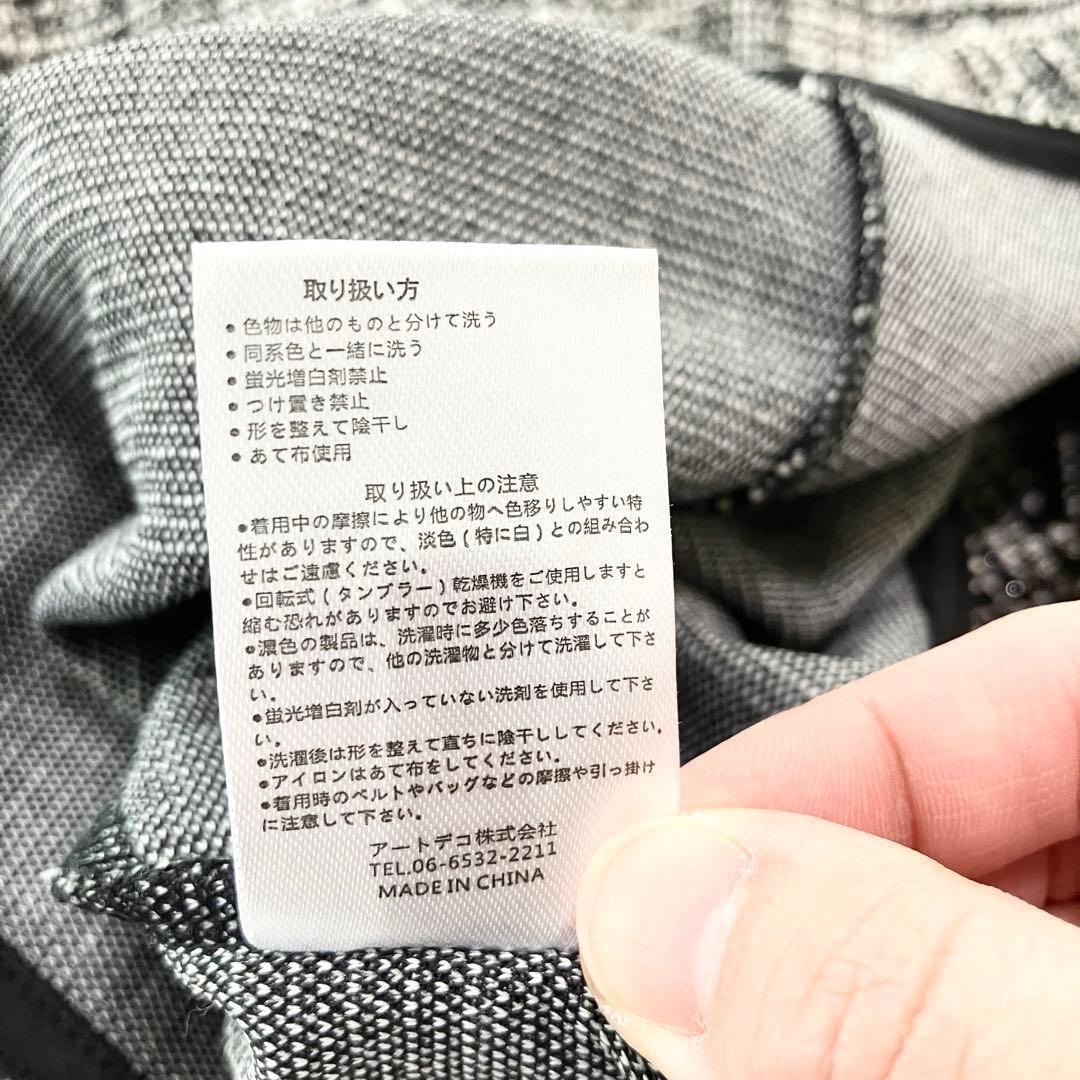 取り扱い方
●色物は他のものと分けて洗う
●同系色と一緒に洗う
●蛍光増白剤禁止
●つけ置き禁止
●形を整えて陰干し
●あて布使用
取り扱い上の注意
●着用中の摩擦により他の物へ色移りしやすい特
性がありますので、淡色(特に白)との組み合わ
せはご遠慮ください。
●回転式(タンブラー)乾燥機をご使用しますと
縮む恐れがありますのでお避け下さい。
●濃色の製品は、洗濯時に多少色落ちすることが
ありますので、他の洗濯物と分けて洗濯して下さ
い。
●蛍光増白剤が入っていない洗剤を使用して下さ
い。
●洗濯後は形を整えて直ちに陰干ししてください。
●アイロンはあて布をしてください。
●着用時のベルトやバッグなどの摩擦や引っ掛け
に注意して下さい。
アートデコ株式会社
TEL.06-6532-2211
MADE IN CHINA